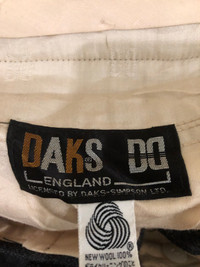 DAKS DD
ENGLAND
LICENSED BY DAKS-SIMPSON LTD.
NEW WOOL 100%